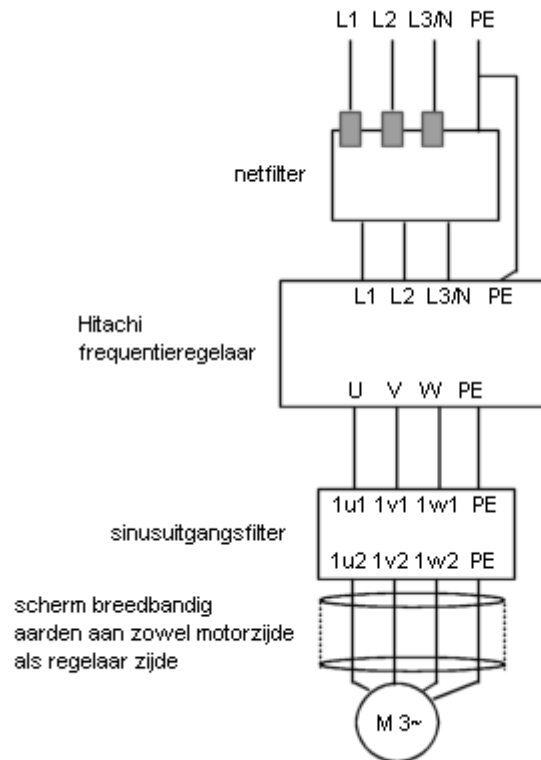 L1 L2 L3/N PE
netfilter
L1 L2 L3/N PE
Hitachi
frequentieregelaar
U V W PE
1u1 1v1 1w1 PE
sinusuitgangsfilter
1u2 1v2 1w2 PE
scherm breedbandig
aarden aan zowel motorzijde
als regelaar zijde
M 3~